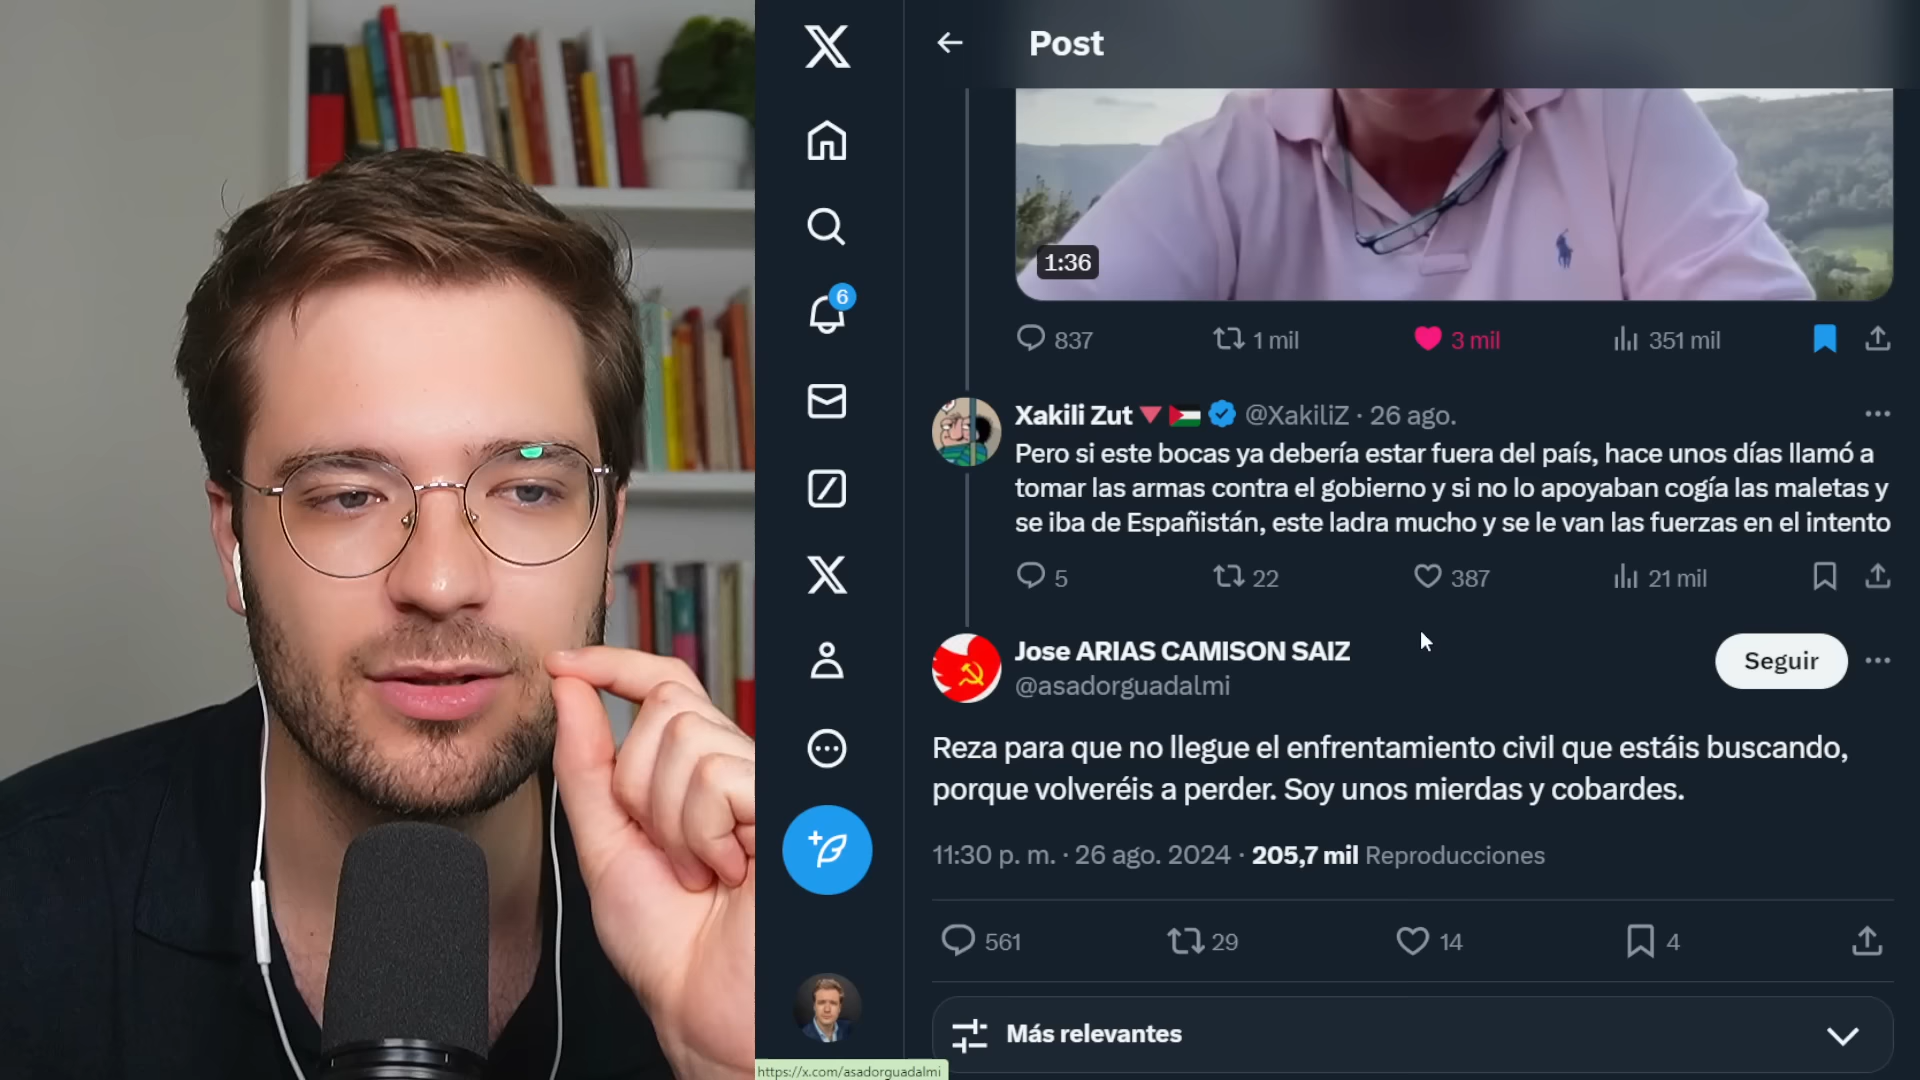 Post
1:36
837
1 mil
3 mil
351 mil
6
Xakili Zut @XakiliZ · 26 ago.
Pero si este bocas ya debería estar fuera del país, hace unos días llamó a
tomar las armas contra el gobierno y si no lo apoyaban cogía las maletas y
se iba de Españistán, este ladra mucho y se le van las fuerzas en el intento
5
22
387
21 mil
Jose ARIAS CAMISON SAIZ
@asadorguadalmi
Seguir
Reza para que no llegue el enfrentamiento civil que estáis buscando,
porque volveréis a perder. Soy unos mierdas y cobardes.
11:30 p. m. · 26 ago. 2024 · 205,7 mil Reproducciones
561
29
14
4
Más relevantes
https://x.com/asadorguadalmi